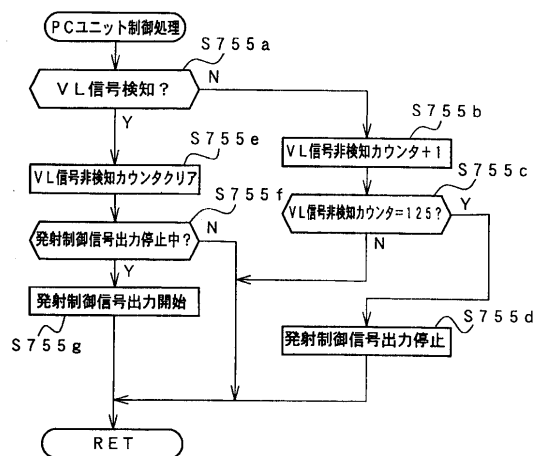 PCユニット制御処理
S755a
VL信号検知?
N
Y
S755b
VL信号非検知カウンタ+1
S755e
VL信号非検知カウンタクリア
S755c
VL信号非検知カウンタ=125?
Y
N
S755f
発射制御信号出力停止中?
N
Y
発射制御信号出力開始
S755g
S755d
発射制御信号出力停止
RET